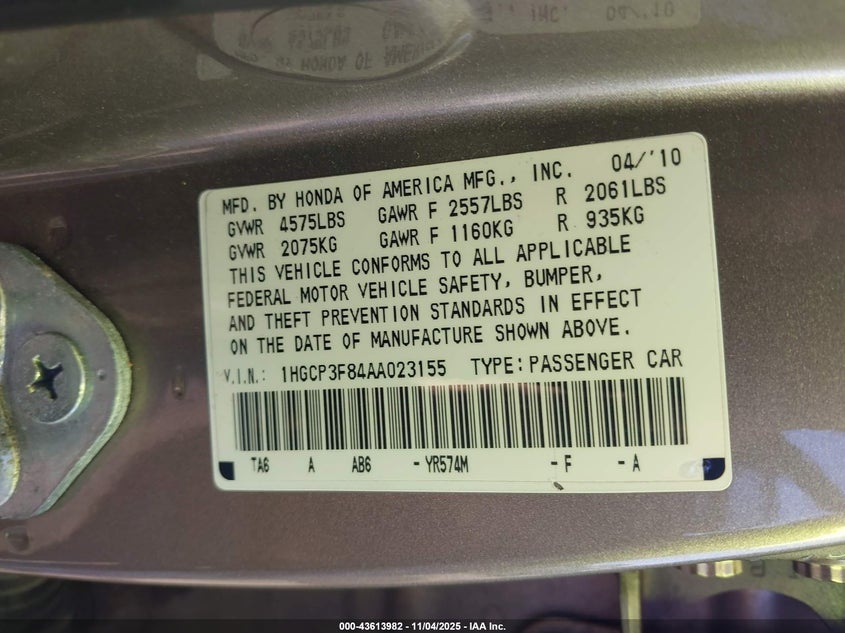 INC. 04/'10
MFD. BY HONDA OF AMERICA MFG., INC. 04/'10
GVWR 4575LBS GAWR F 2557LBS R 2061LBS
GVWR 2075KG GAWR F 1160KG R 935KG
THIS VEHICLE CONFORMS TO ALL APPLICABLE
FEDERAL MOTOR VEHICLE SAFETY, BUMPER,
AND THEFT PREVENTION STANDARDS IN EFFECT
ON THE DATE OF MANUFACTURE SHOWN ABOVE.
V.I.N.: 1HGCP3F84AA023155 TYPE:PASSENGER CAR
TA6 A AB6 -YR574M -F -A
000-43613982 - 11/04/2025 - IAA Inc.